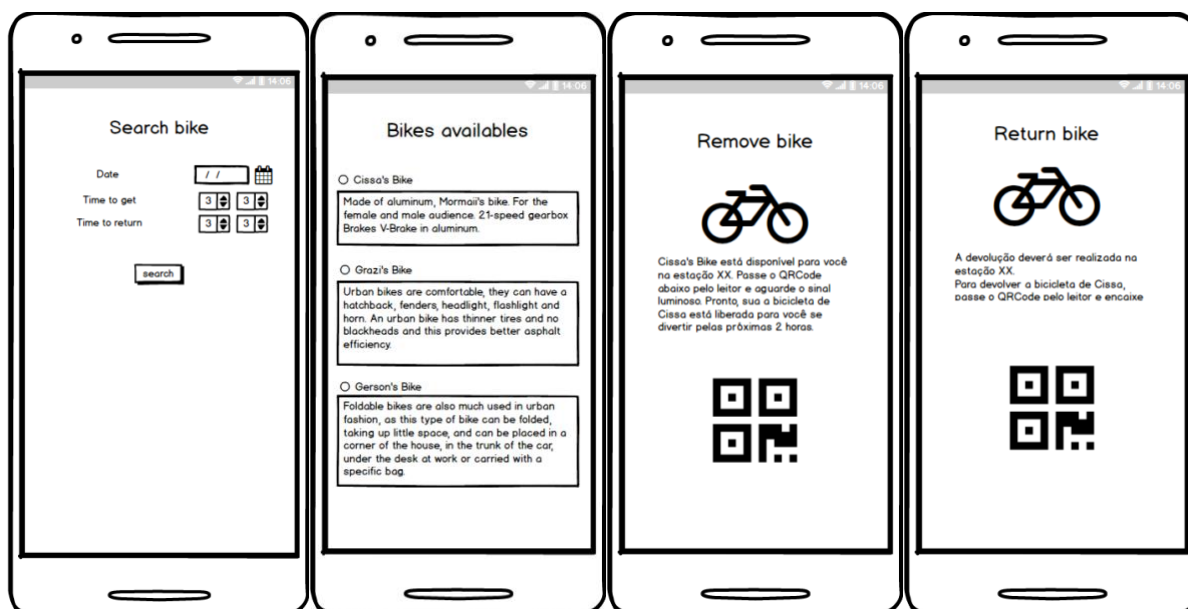 14:06
Search bike
Date
/ /
Time to get
3 3
Time to return
3 3
search
14:06
Bikes availables
Cissa's Bike
Made of aluminum, Mormaii's bike. For the
female and male audience. 21-speed gearbox
Brakes V-Brake in aluminum.
Grazi's Bike
Urban bikes are comfortable, they can have a
hatchback, fenders, headlight, flashlight and
horn. An urban bike has thinner tires and no
blackheads and this provides better asphalt
efficiency.
Gerson's Bike
Foldable bikes are also much used in urban
fashion, as this type of bike can be folded,
taking up little space, and can be placed in a
corner of the house, in the trunk of the car,
under the desk at work or carried with a
specific bag.
14:06
Remove bike
Cissa's Bike está disponível para você
na estação XX. Passe o QRCode
abaixo pelo leitor e aguarde o sinal
luminoso. Pronto, sua a bicicleta de
Cissa está liberada para você se
divertir pelas próximas 2 horas.
14:06
Return bike
A devolução deverá ser realizada na
estação XX.
Para devolver a bicicleta de Cissa,
passe o QRCode pelo leitor e encaixe